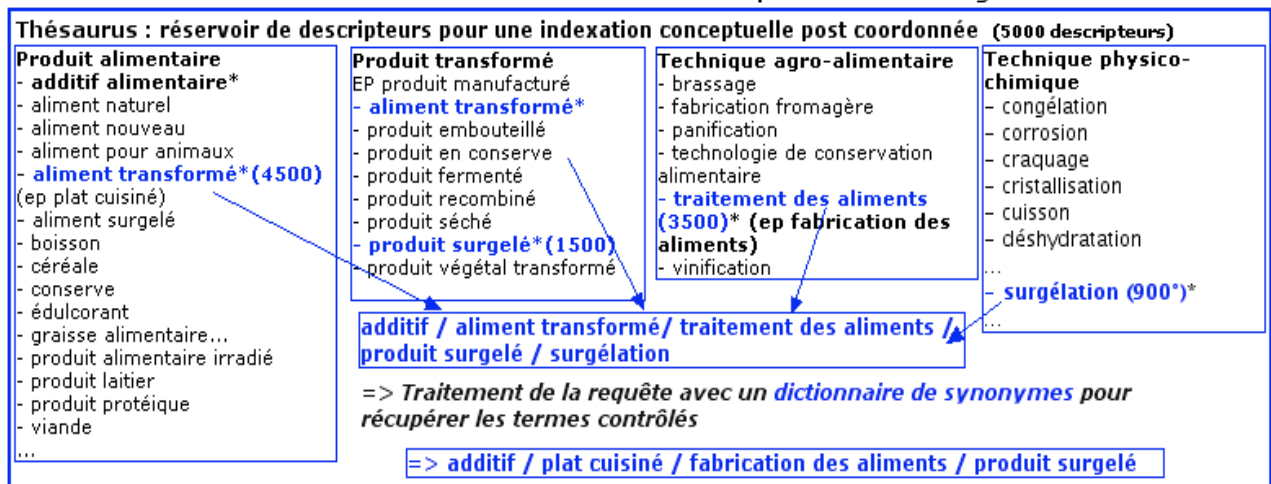 Thésaurus : réservoir de descripteurs pour une indexation conceptuelle post coordonnée (5000 descripteurs)
Produit alimentaire
- additif alimentaire*
- aliment naturel
- aliment nouveau
- aliment pour animaux
- aliment transformé*(4500)
(ep plat cuisiné)
- aliment surgelé
- boisson
- céréale
- conserve
- édulcorant
- graisse alimentaire...
- produit alimentaire irradié
- produit laitier
- produit protéique
- viande
...
Produit transformé
EP produit manufacturé
- aliment transformé*
- produit embouteillé
- produit en conserve
- produit fermenté
- produit recombiné
- produit séché
- produit surgelé*(1500)
- produit végétal transformé
Technique agro-alimentaire
- brassage
- fabrication fromagère
- panification
- technologie de conservation
alimentaire
- traitement des aliments
(3500)* (ep fabrication des
aliments)
- vinification
Technique physico-
chimique
- congélation
- corrosion
- craquage
- cristallisation
- cuisson
- déshydratation
...
- surgélation (900°)*
...
additif / aliment transformé/ traitement des aliments /
produit surgelé / surgélation
=> Traitement de la requête avec un dictionnaire de synonymes pour
récupérer les termes contrôlés
=> additif / plat cuisiné / fabrication des aliments / produit surgelé